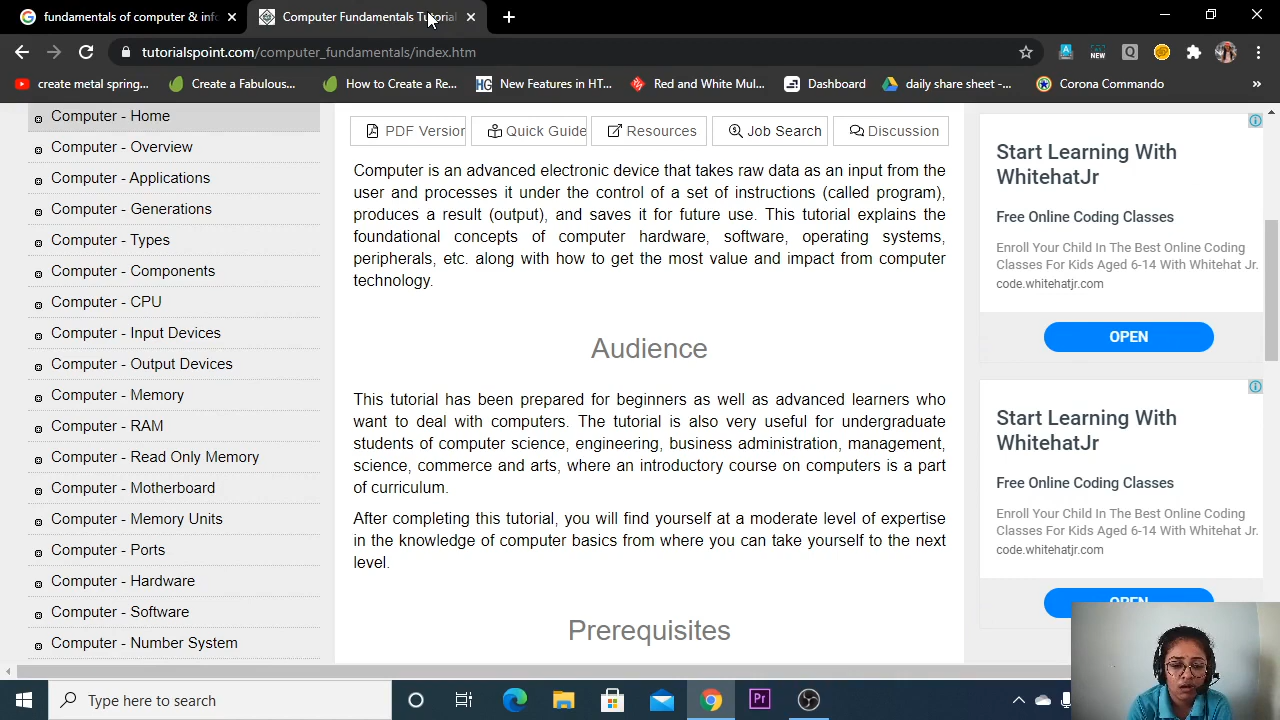 fundamentals of computer & info
Computer Fundamentals Tutorial
tutorialspoint.com/computer_fundamentals/index.htm
NEW
create metal spring...
Create a Fabulous...
How to Create a Re...
HG New Features in HT...
Red and White Mul...
Dashboard
daily share sheet -...
Corona Commando
»
Computer - Home
Computer - Overview
Computer - Applications
Computer - Generations
Computer - Types
Computer - Components
Computer - CPU
Computer - Input Devices
Computer - Output Devices
Computer - Memory
Computer - RAM
Computer - Read Only Memory
Computer - Motherboard
Computer - Memory Units
Computer - Ports
Computer - Hardware
Computer - Software
Computer - Number System
PDF Version
Quick Guide
Resources
Job Search
Discussion
Computer is an advanced electronic device that takes raw data as an input from the
user and processes it under the control of a set of instructions (called program),
produces a result (output), and saves it for future use. This tutorial explains the
foundational concepts of computer hardware, software, operating systems,
peripherals, etc. along with how to get the most value and impact from computer
technology.
Audience
This tutorial has been prepared for beginners as well as advanced learners who
want to deal with computers. The tutorial is also very useful for undergraduate
students of computer science, engineering, business administration, management,
science, commerce and arts, where an introductory course on computers is a part
of curriculum.
After completing this tutorial, you will find yourself at a moderate level of expertise
in the knowledge of computer basics from where you can take yourself to the next
level.
Prerequisites
Start Learning With
WhitehatJr
Free Online Coding Classes
Enroll Your Child In The Best Online Coding
Classes For Kids Aged 6-14 With Whitehat Jr.
code.whitehatjr.com
OPEN
Start Learning With
WhitehatJr
Free Online Coding Classes
Enroll Your Child In The Best Online Coding
Classes For Kids Aged 6-14 With Whitehat Jr.
code.whitehatjr.com
OPEN
Type here to search
Pr